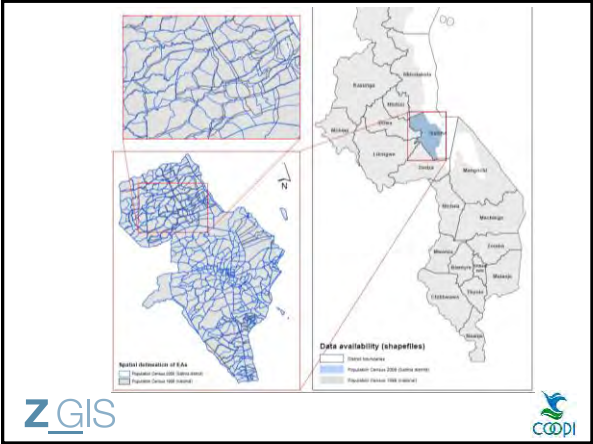 Nkhotakota
Kasungu
Ntchisi
Dowa
Mchinji
Salima
Lilongwe
Dedza
Mangochi
Ntcheu
Machinga
Zomba
Mwanza
Blantyre
Mulanje
Chikwawa
Thyolo
Nsanje
Data availability (shapefiles)
District boundaries
Population Census 2008 (Salima district)
Population Census 1998 (national)
N
Spatial delineation of EAs
Population Census 2008 (Salima district)
Population Census 1998 (national)
Z_GIS
COOPI